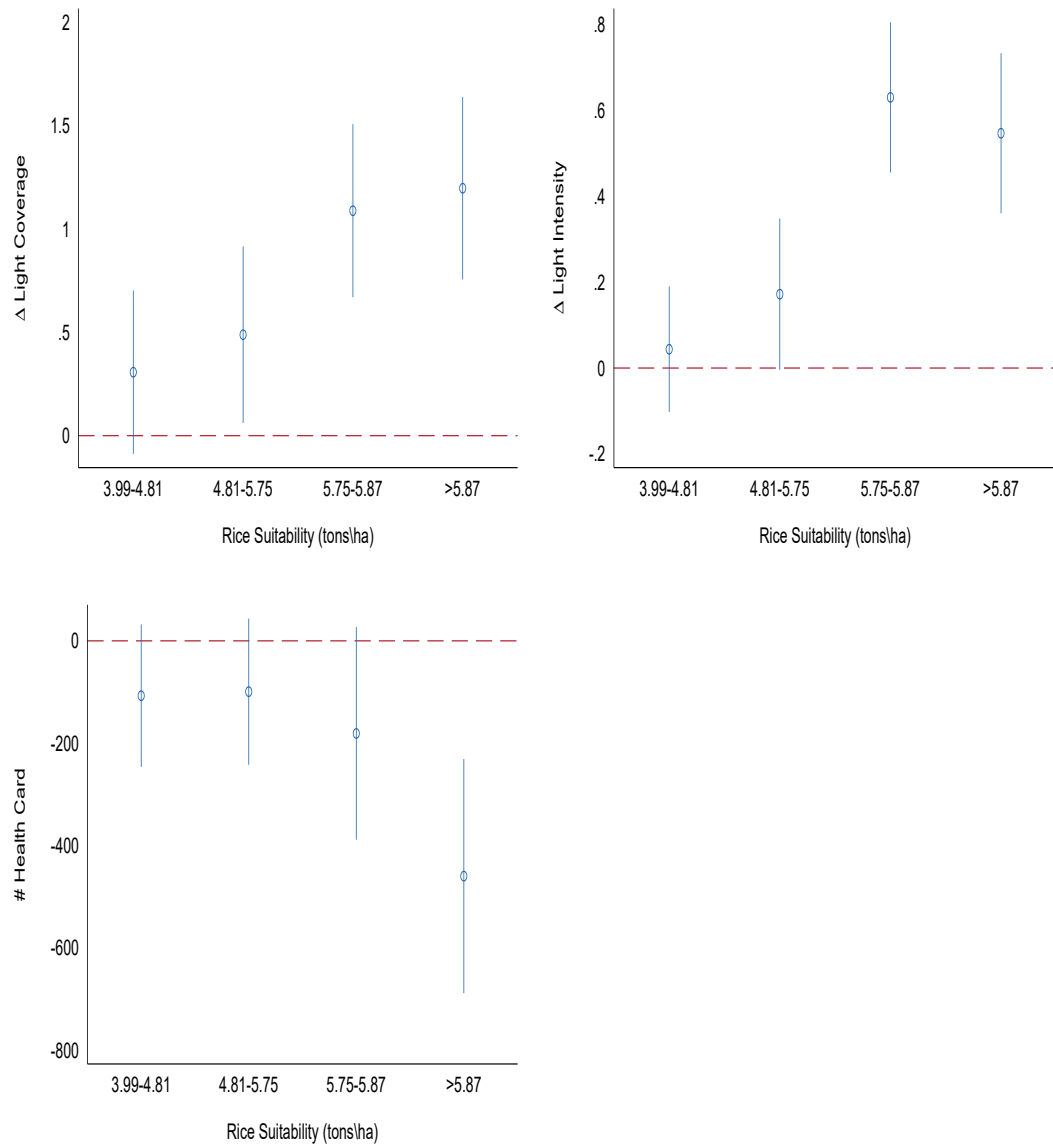 Δ Light Coverage
2
1.5
1
.5
0
3.99-4.81 4.81-5.75 5.75-5.87 >5.87
Rice Suitability (tons\ha)
Δ Light Intensity
.8
.6
.4
.2
0
-.2
3.99-4.81 4.81-5.75 5.75-5.87 >5.87
Rice Suitability (tons\ha)
# Health Card
0
-200
-400
-600
-800
3.99-4.81 4.81-5.75 5.75-5.87 >5.87
Rice Suitability (tons\ha)